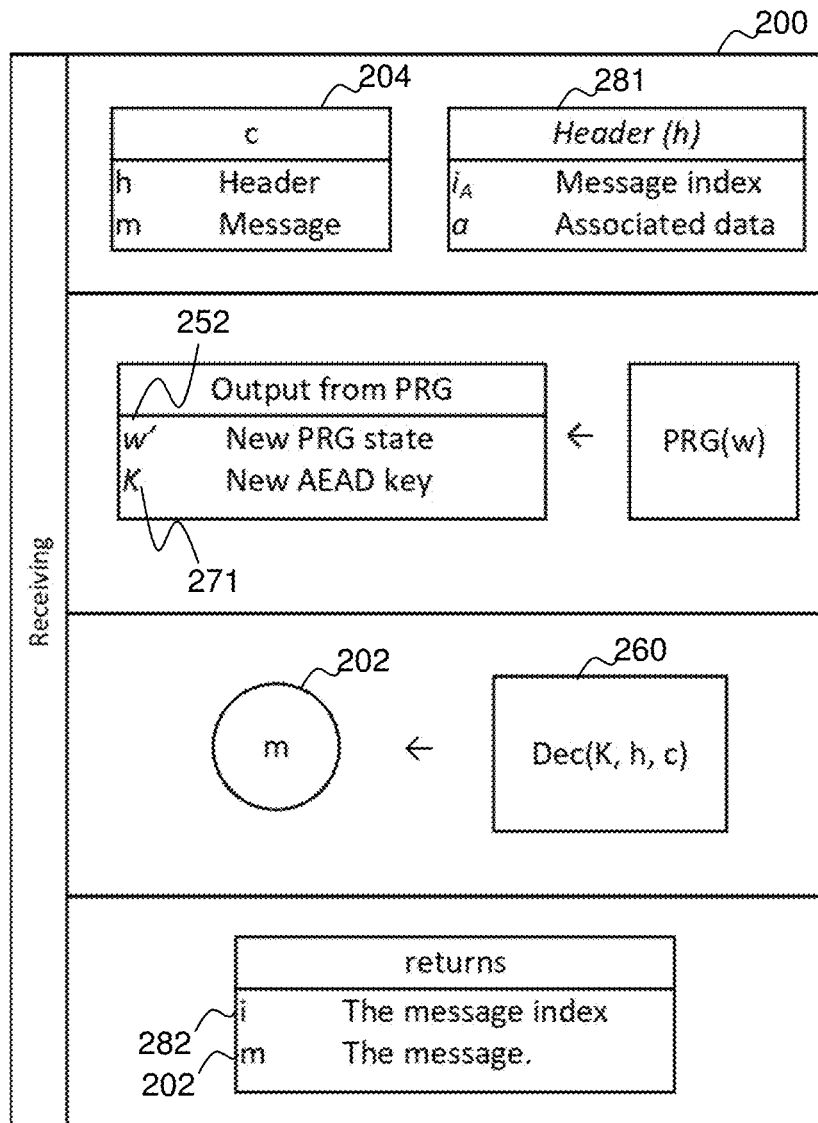 200
204
281
c
Header (h)
h Header
i_A Message index
m Message
a Associated data
252
Output from PRG
w' New PRG state
K New AEAD key
←
PRG(w)
271
Receiving
202
260
m
←
Dec(K, h, c)
returns
i The message index
282
m The message.
202